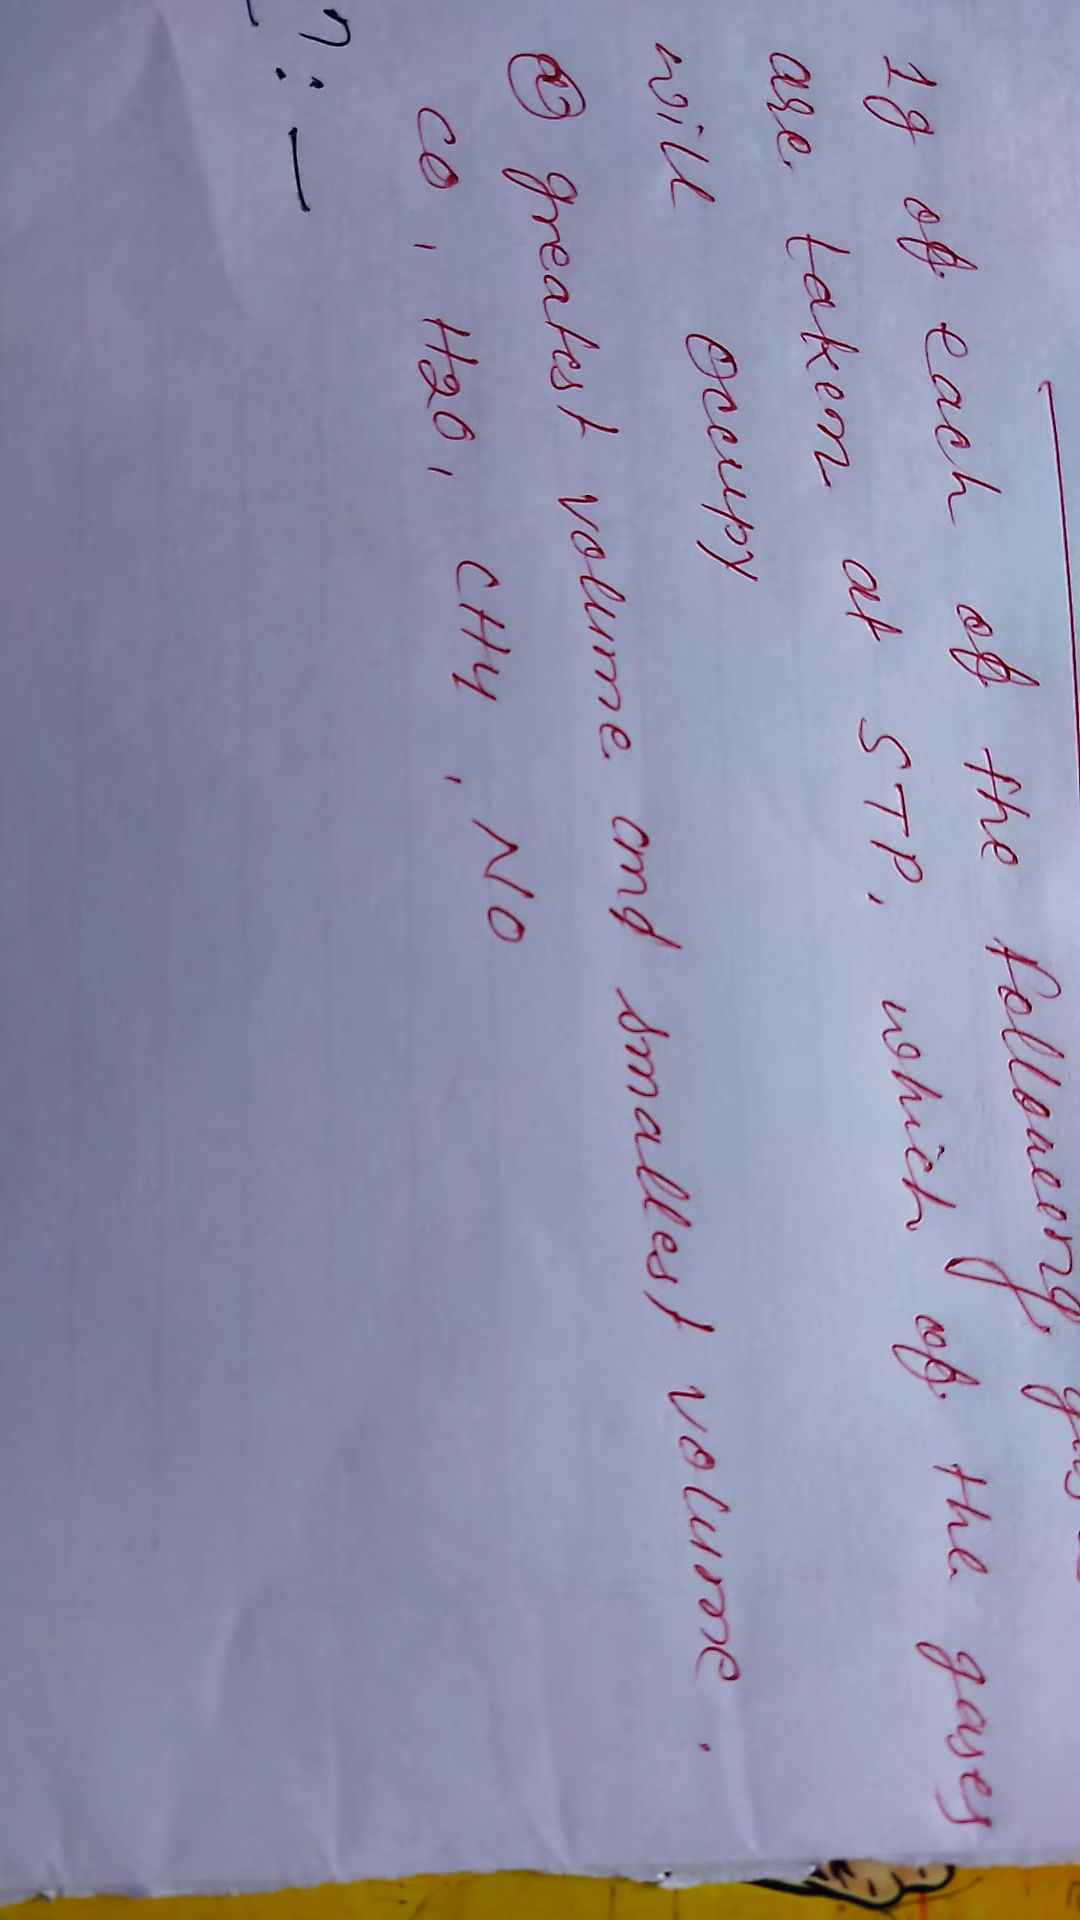 1g of each of the following
are taken at STP, which of the gases
will occupy
a greatest volume and smallest volume.
CO, H2O, CH4, NO
?:-